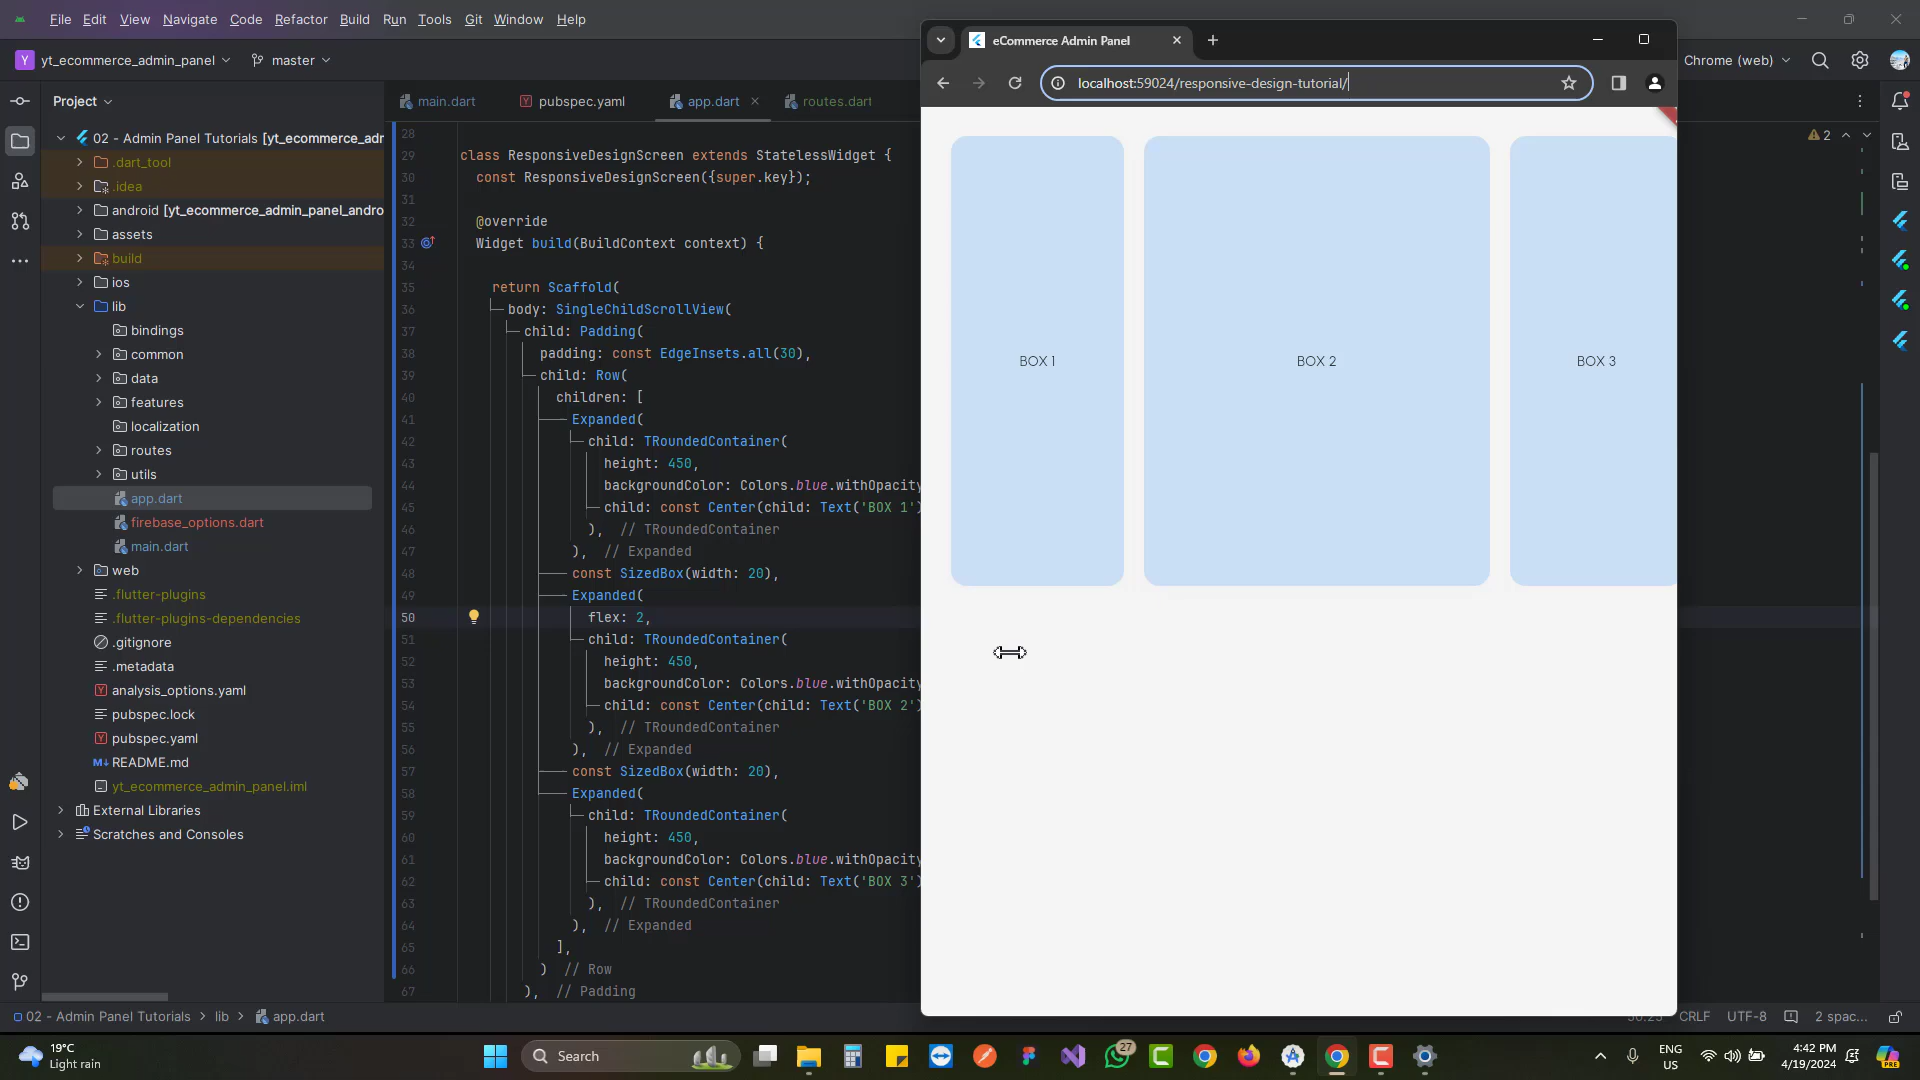 File Edit View Navigate Code Refactor Build Run Tools Git Window Help
Y yt_ecommerce_admin_panel master
Chrome (web)
Project
main.dart pubspec.yaml app.dart routes.dart
02 - Admin Panel Tutorials [yt_ecommerce_adr
.dart_tool
.idea
android [yt_ecommerce_admin_panel_andro
assets
build
ios
lib
bindings
common
data
features
localization
routes
utils
app.dart
firebase_options.dart
main.dart
web
.flutter-plugins
.flutter-plugins-dependencies
.gitignore
.metadata
analysis_options.yaml
pubspec.lock
pubspec.yaml
M↓ README.md
yt_ecommerce_admin_panel.iml
External Libraries
Scratches and Consoles
28
29 class ResponsiveDesignScreen extends StatelessWidget {
30 const ResponsiveDesignScreen({super.key});
31
32 @override
33 Widget build(BuildContext context) {
34
35 return Scaffold(
36 body: SingleChildScrollView(
37 child: Padding(
38 padding: const EdgeInsets.all(30),
39 child: Row(
40 children: [
41 Expanded(
42 child: TRoundedContainer(
43 height: 450,
44 backgroundColor: Colors.blue.withOpacity
45 child: const Center(child: Text('BOX 1')
46 ), // TRoundedContainer
47 ), // Expanded
48 const SizedBox(width: 20),
49 Expanded(
50 flex: 2,
51 child: TRoundedContainer(
52 height: 450,
53 backgroundColor: Colors.blue.withOpacity
54 child: const Center(child: Text('BOX 2')
55 ), // TRoundedContainer
56 ), // Expanded
57 const SizedBox(width: 20),
58 Expanded(
59 child: TRoundedContainer(
60 height: 450,
61 backgroundColor: Colors.blue.withOpacity
62 child: const Center(child: Text('BOX 3')
63 ), // TRoundedContainer
64 ), // Expanded
65 ],
66 ) // Row
67 ), // Padding
eCommerce Admin Panel
localhost:59024/responsive-design-tutorial/
BOX 1
BOX 2
BOX 3
2
02 - Admin Panel Tutorials > lib > app.dart
CRLF UTF-8 2 spac...
19°C
Light rain
Search
27
ENG
US
4:42 PM
4/19/2024
PRE